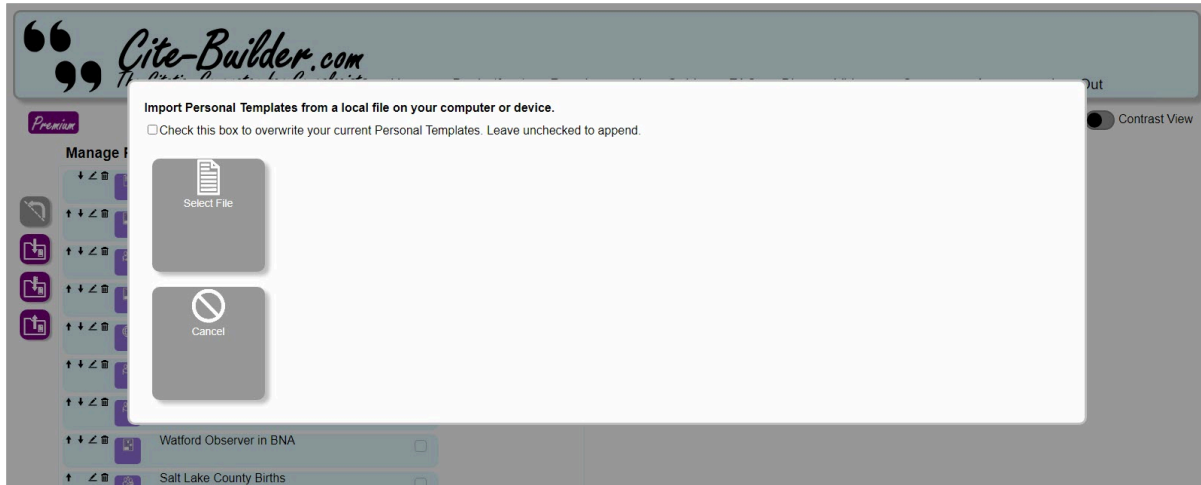 Cite-Builder.com
Out
Premium
Contrast View
Manage
Import Personal Templates from a local file on your computer or device.
Check this box to overwrite your current Personal Templates. Leave unchecked to append.
Select File
Cancel
Watford Observer in BNA
Salt Lake County Births